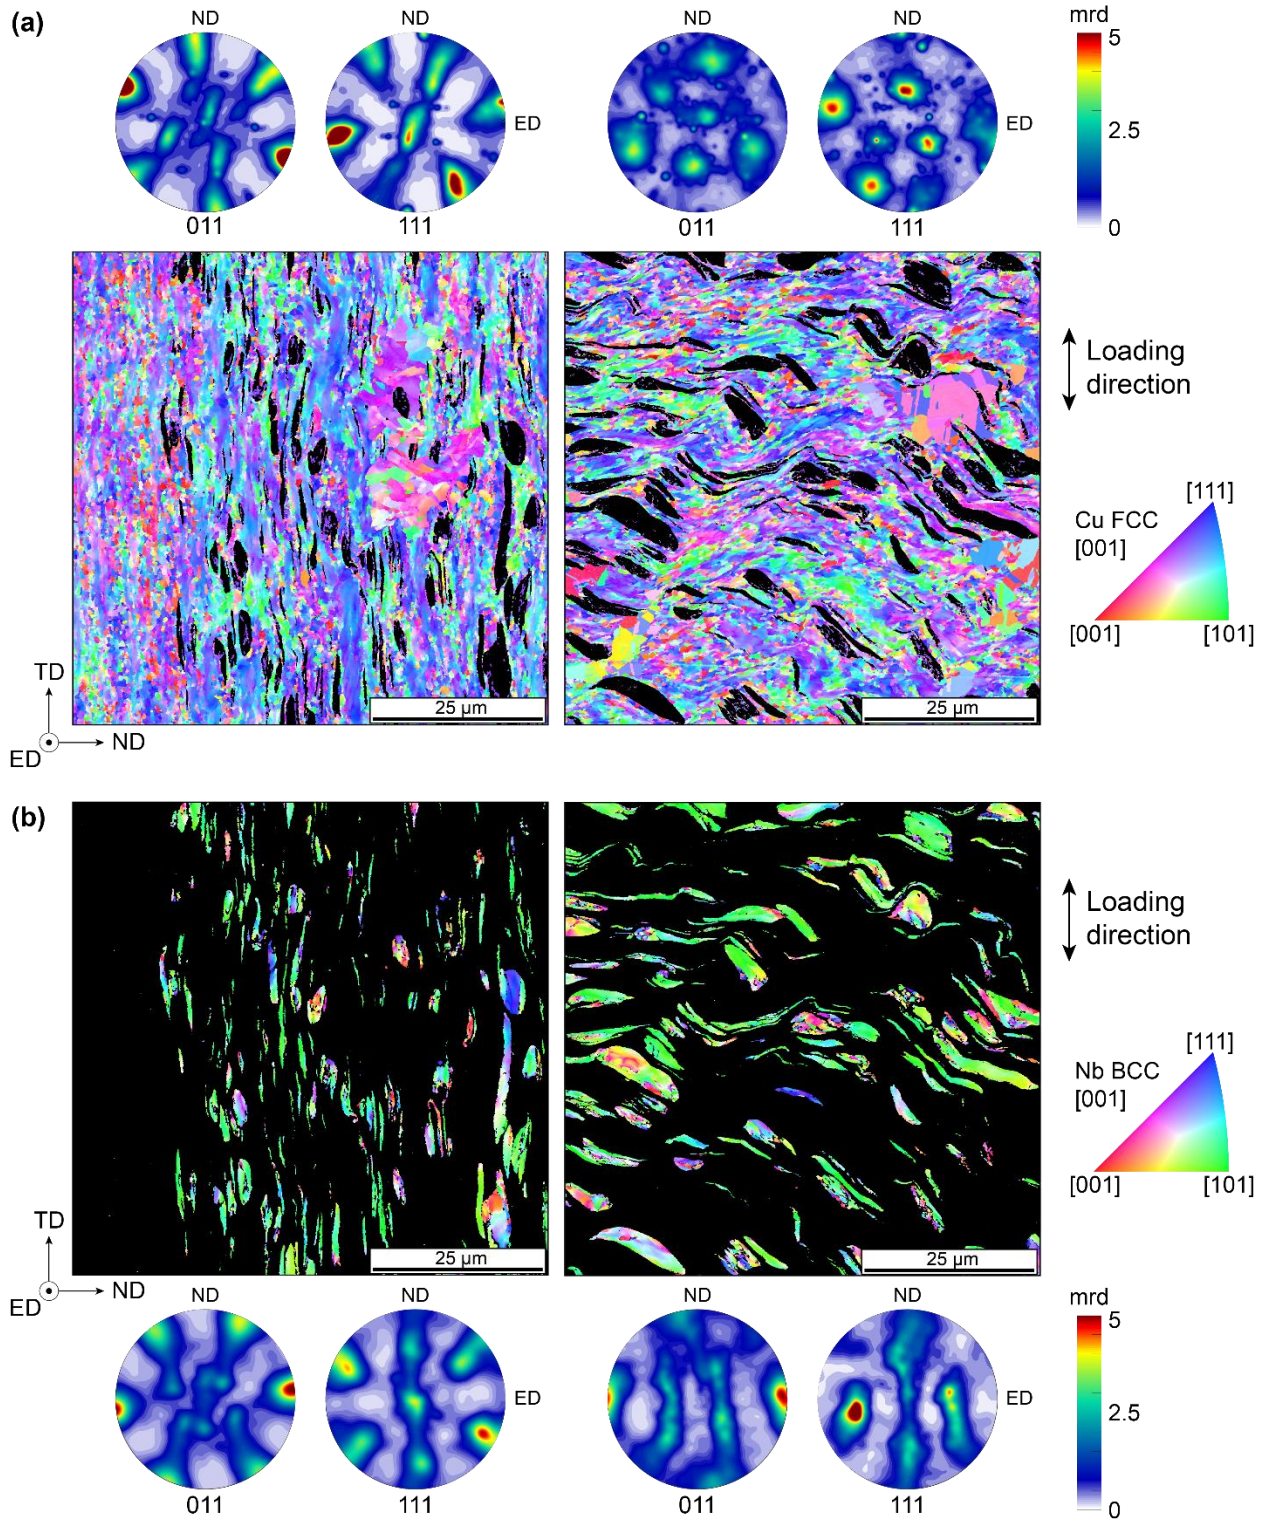 (a)
ND ND ND ND
mrd
5
2.5
0
ED ED
011 111 011 111
Loading
direction
Cu FCC
[001]
[111]
[001] [101]
25 µm 25 µm
TD
ED ND
(b)
Loading
direction
Nb BCC
[001]
[111]
[001] [101]
25 µm 25 µm
TD
ED ND
ND ND ND ND
mrd
5
2.5
0
ED ED
011 111 011 111